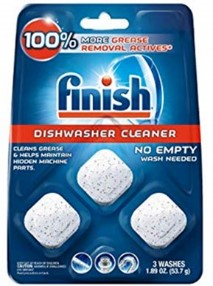 100% MORE GREASE
REMOVAL ACTIVES*
finish
DISHWASHER CLEANER
CLEANS GREASE
& HELPS MAINTAIN
HIDDEN MACHINE
PARTS.
NO EMPTY
WASH NEEDED
3 WASHES
1.89 OZ. (53.7 g)